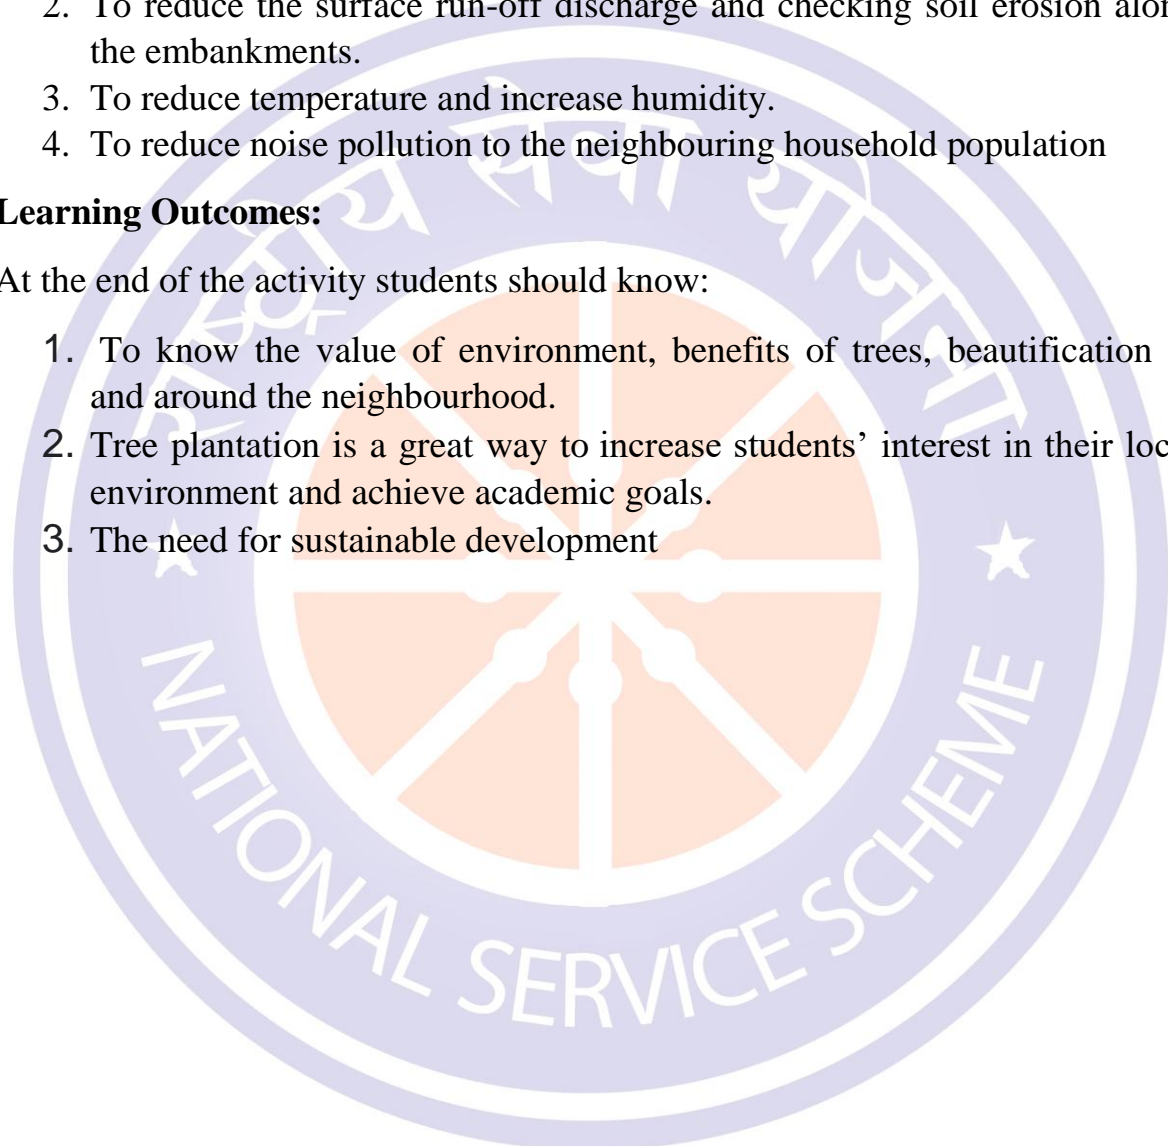 2. To reduce the surface run-off discharge and checking soil erosion
the embankments.
3. To reduce temperature and increase humidity.
4. To reduce noise pollution to the neighbouring household population
Learning Outcomes:
At the end of the activity students should know:
1. To know the value of environment, benefits of trees, beautification
and around the neighbourhood.
2. Tree plantation is a great way to increase students’ interest in their
environment and achieve academic goals.
3. The need for sustainable development
राष्ट्रीय सेवा योजना
NATIONAL SERVICE SCHEME